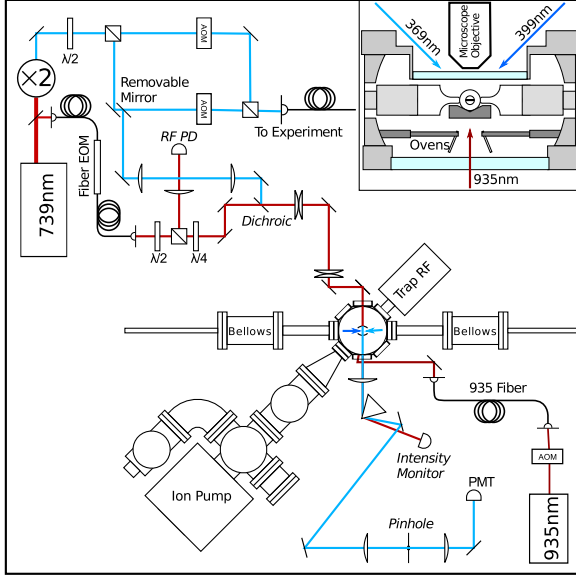 λ/2
AOM
369nm
Microscope
Objective
399nm
×2
Removable
Mirror
AOM
RF PD
To Experiment
Ovens
935nm
Fiber EOM
739nm
λ/2
λ/4
Dichroic
Trap RF
Bellows
Bellows
935 Fiber
Intensity
Monitor
AOM
Ion Pump
PMT
Pinhole
935nm